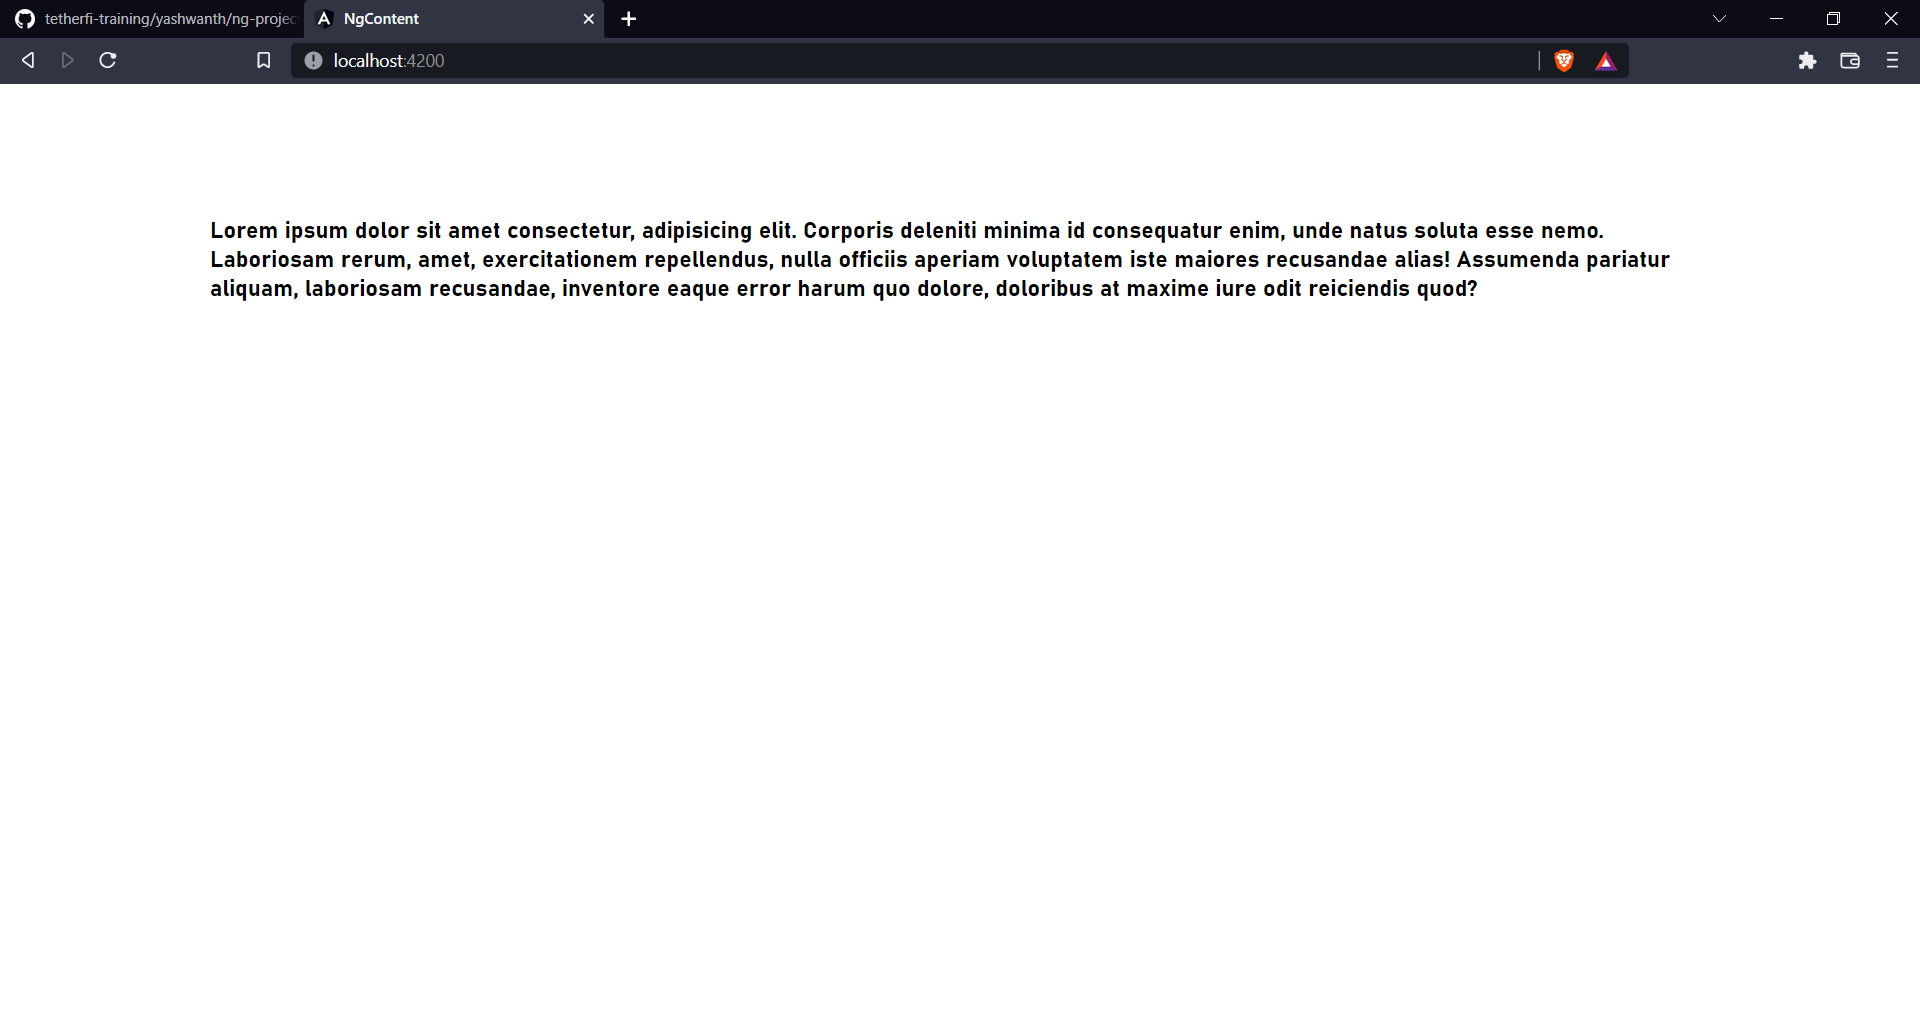 tetherfi-training/yashwanth/ng-projec
NgContent
localhost:4200
Lorem ipsum dolor sit amet consectetur, adipisicing elit. Corporis deleniti minima id consequatur enim, unde natus soluta esse nemo.
Laboriosam rerum, amet, exercitationem repellendus, nulla officiis aperiam voluptatem iste maiores recusandae alias! Assumenda pariatur
aliquam, laboriosam recusandae, inventore eaque error harum quo dolore, doloribus at maxime iure odit reiciendis quod?